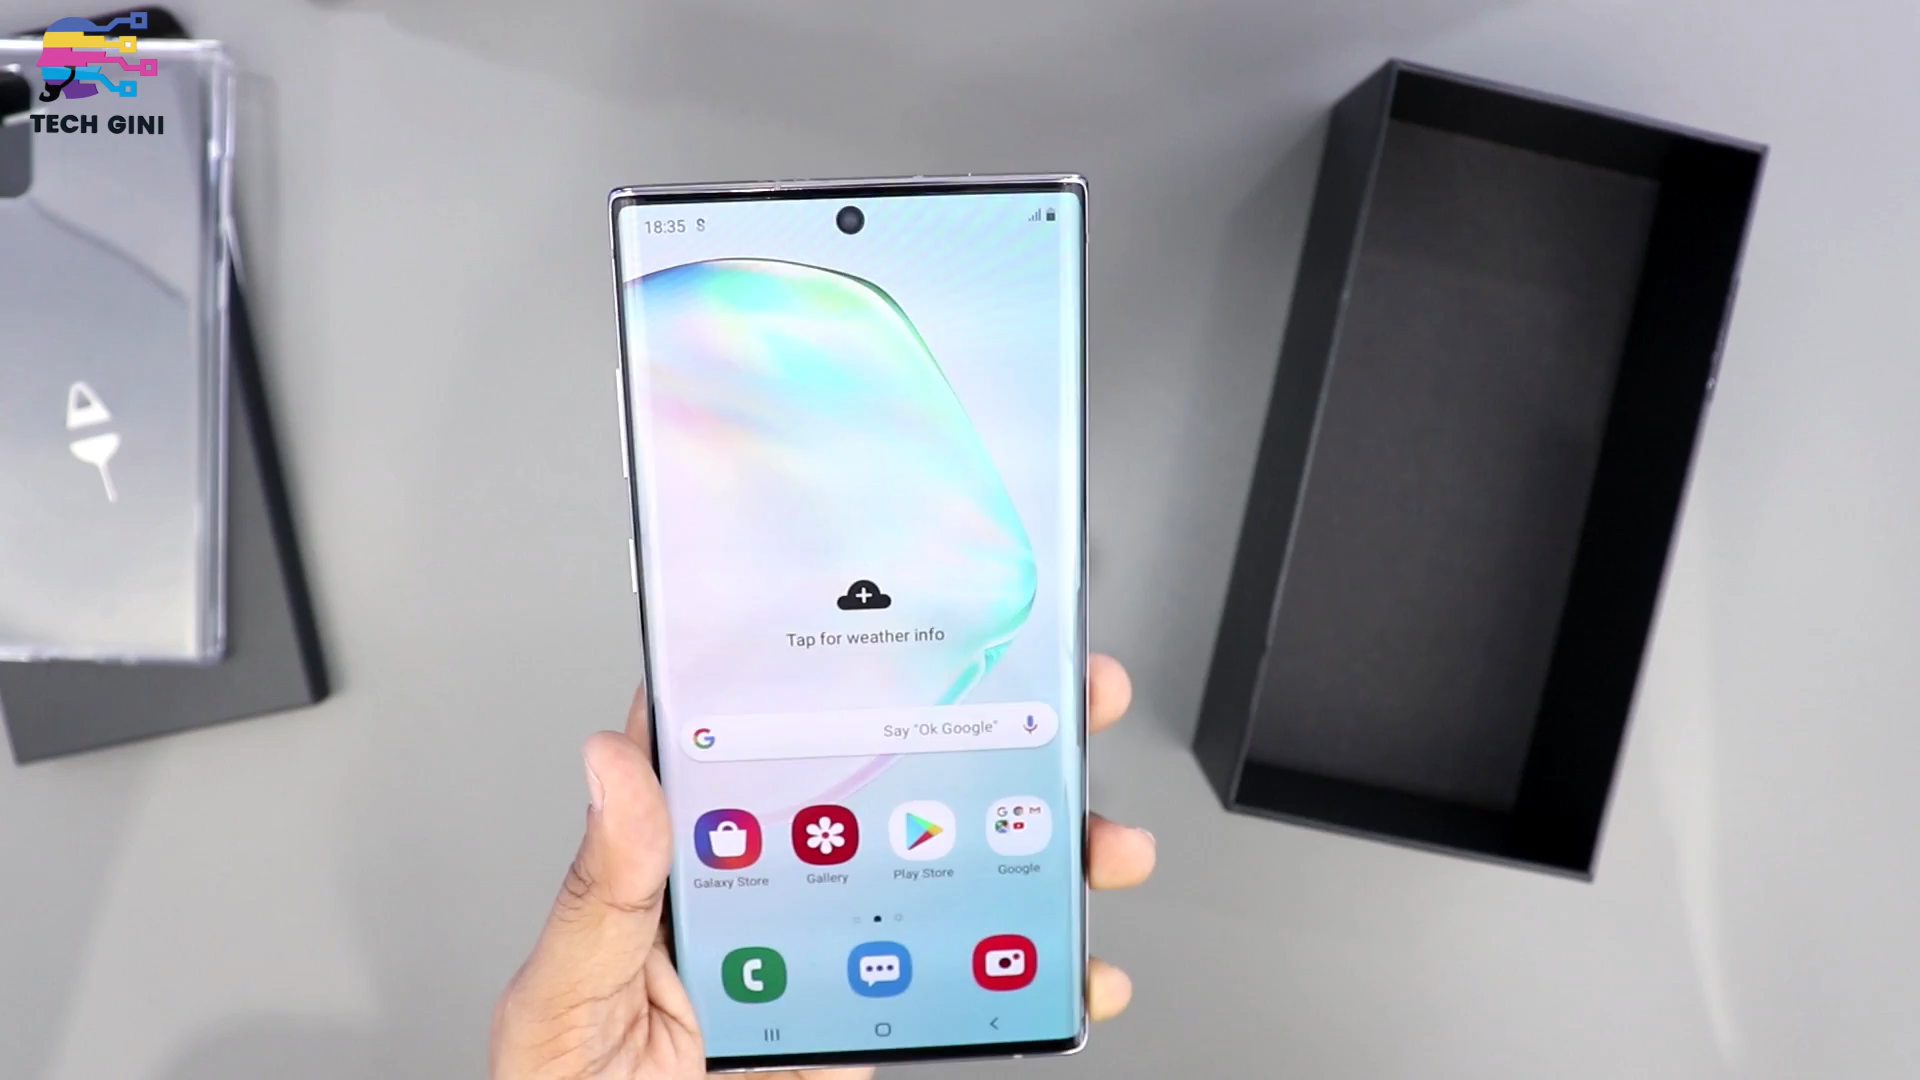 TECH GINI
18:35
Tap for weather info
Say "Ok Google"
Galaxy Store
Gallery
Play Store
Google